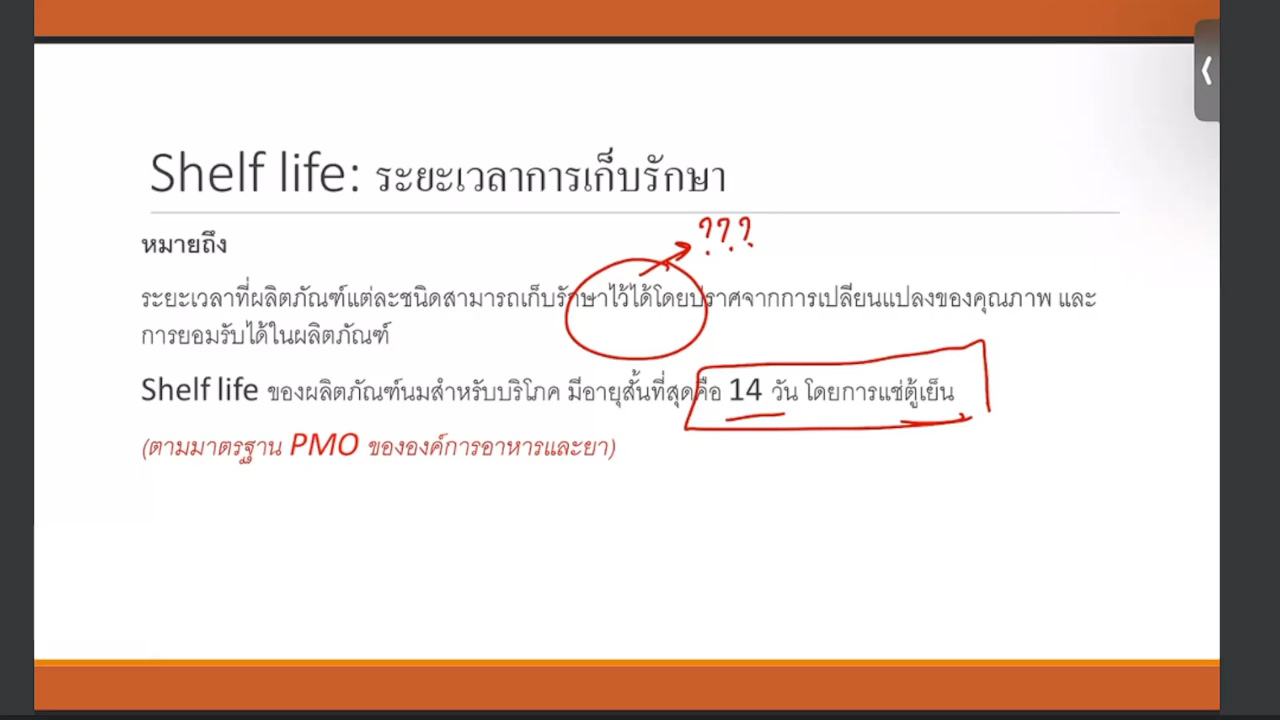 Shelf life: ระยะเวลาการเก็บรักษา
หมายถึง
???
ระยะเวลาที่ผลิตภัณฑ์แต่ละชนิดสามารถเก็บรักษาไว้ได้โดยปราศจากการเปลี่ยนแปลงของคุณภาพ และ
การยอมรับได้ในผลิตภัณฑ์
Shelf life ของผลิตภัณฑ์นมสำหรับบริโภค มีอายุสั้นที่สุดคือ 14 วัน โดยการแช่ตู้เย็น
(ตามมาตรฐาน PMO ขององค์การอาหารและยา)